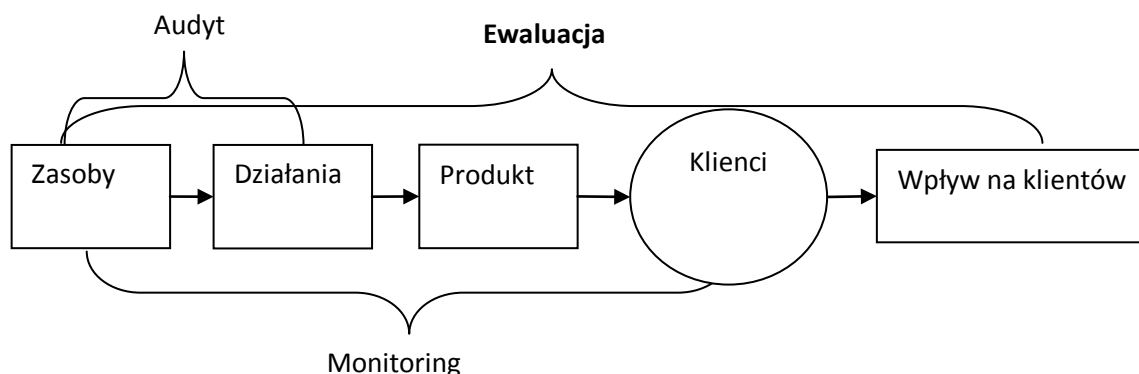 Audyt
Ewaluacja
Zasoby
Działania
Produkt
Klienci
Wpływ na klientów
Monitoring